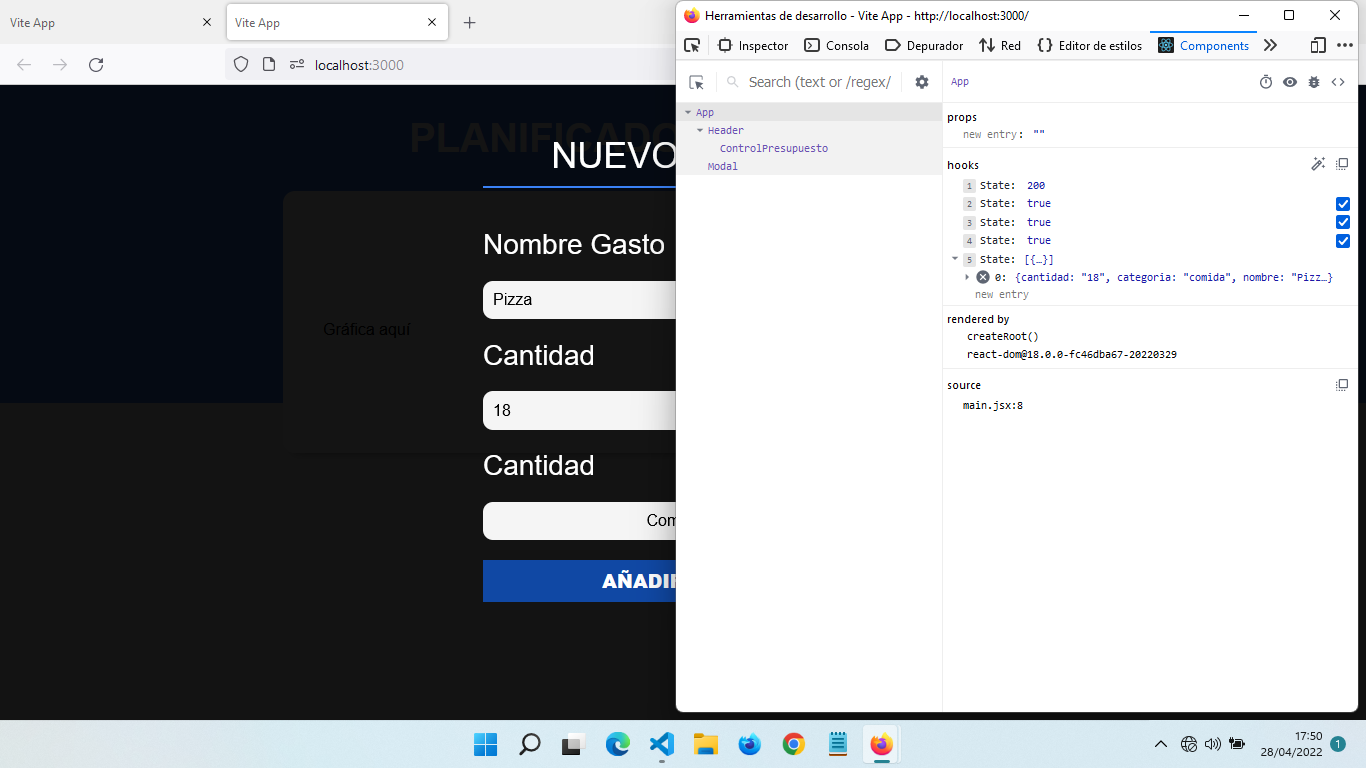 Vite App
Vite App
Herramientas de desarrollo - Vite App - http://localhost:3000/
localhost:3000
Inspector
Consola
Depurador
Red
Editor de estilos
Components
Search (text or /regex/
App
App
Header
ControlPresupuesto
Modal
props
new entry: ""
hooks
1 State: 200
2 State: true
3 State: true
4 State: true
5 State: [{…}]
0: {cantidad: "18", categoria: "comida", nombre: "Pizz…}
new entry
rendered by
createRoot()
react-dom@18.0.0-fc46dba67-20220329
source
main.jsx:8
PLANIFICADO
NUEVO
Nombre Gasto
Pizza
Gráfica aquí
Cantidad
18
Cantidad
Com
AÑADIR
17:50
28/04/2022
1